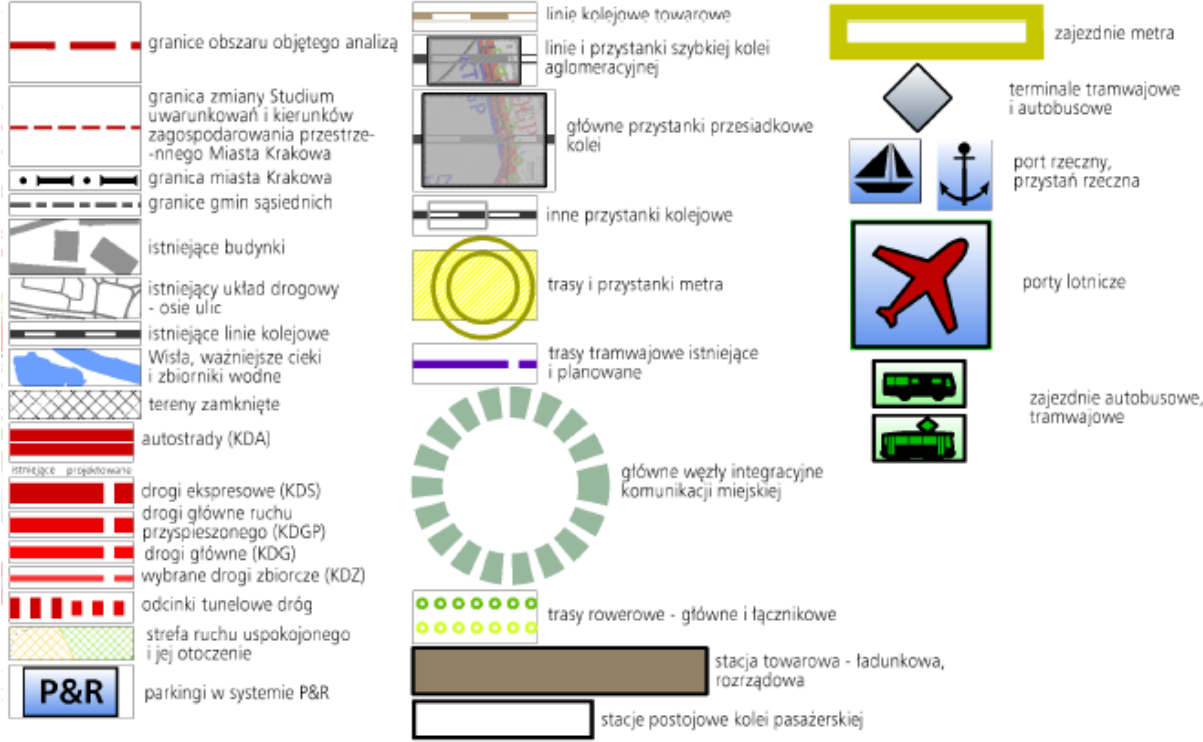 granice obszaru objętego analizą
granica zmiany Studium
uwarunkowań i kierunków
zagospodarowania przestrze-
-nnego Miasta Krakowa
granica miasta Krakowa
granice gmin sąsiednich
istniejące budynki
istniejący układ drogowy
- osie ulic
istniejące linie kolejowe
Wisła, ważniejsze cieki
i zbiorniki wodne
tereny zamknięte
autostrady (KDA)
istniejące projektowane
drogi ekspresowe (KDS)
drogi główne ruchu
przyspieszonego (KDGP)
drogi główne (KDG)
wybrane drogi zbiorcze (KDZ)
odcinki tunelowe dróg
strefa ruchu uspokojonego
i jej otoczenie
P&R
parkingi w systemie P&R
linie kolejowe towarowe
linie i przystanki szybkiej kolei
aglomeracyjnej
główne przystanki przesiadkowe
kolei
inne przystanki kolejowe
trasy i przystanki metra
trasy tramwajowe istniejące
i planowane
główne węzły integracyjne
komunikacji miejskiej
trasy rowerowe - główne i łącznikowe
stacja towarowa - ładunkowa,
rozrządowa
stacje postojowe kolei pasażerskiej
zajezdnie metra
terminale tramwajowe
i autobusowe
port rzeczny,
przystań rzeczna
porty lotnicze
zajezdnie autobusowe,
tramwajowe